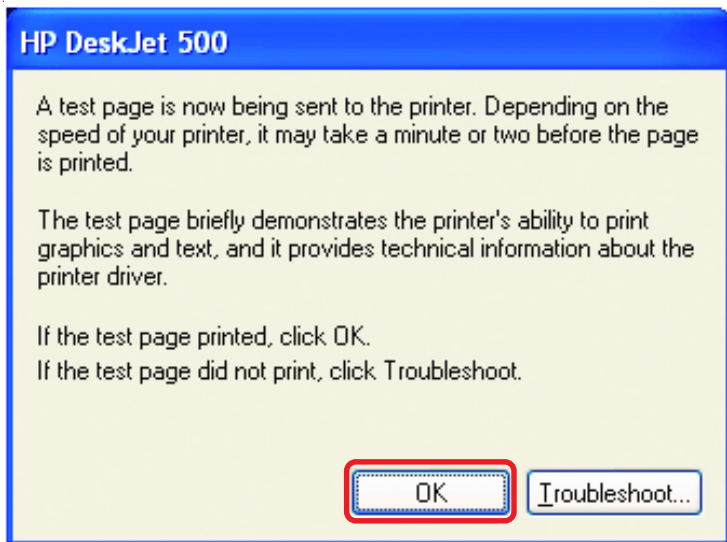 HP DeskJet 500
A test page is now being sent to the printer. Depending on the
speed of your printer, it may take a minute or two before the page
is printed.
The test page briefly demonstrates the printer's ability to print
graphics and text, and it provides technical information about the
printer driver.
If the test page printed, click OK.
If the test page did not print, click Troubleshoot.
OK
Troubleshoot...